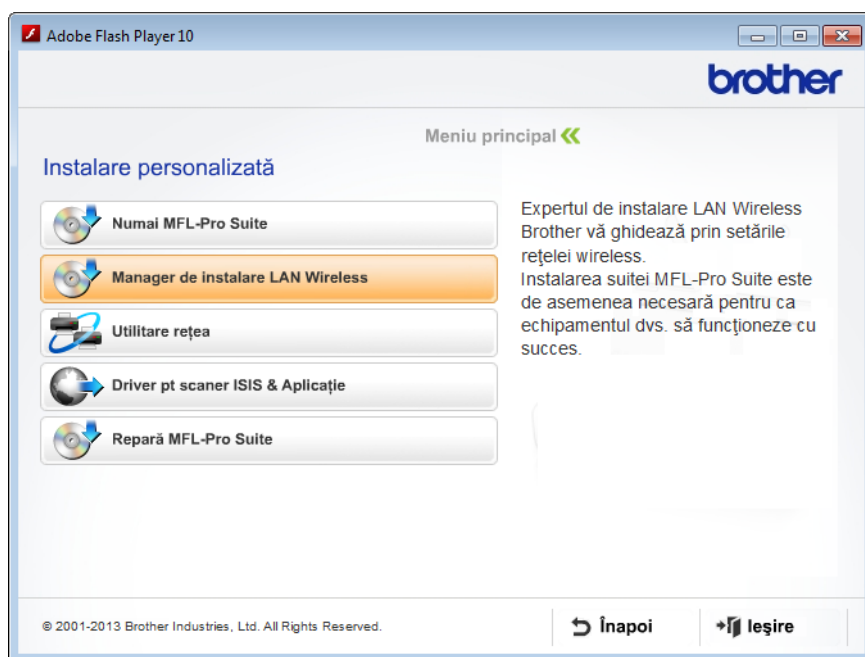 Adobe Flash Player 10
brother
Meniu principal
Instalare personalizată
Numai MFL-Pro Suite
Manager de instalare LAN Wireless
Utilitare rețea
Driver pt scaner ISIS & Aplicație
Repară MFL-Pro Suite
Expertul de instalare LAN Wireless
Brother vă ghidează prin setările
rețelei wireless.
Instalarea suitei MFL-Pro Suite este
de asemenea necesară pentru ca
echipamentul dvs. să funcționeze cu
succes.
© 2001-2013 Brother Industries, Ltd. All Rights Reserved.
Înapoi
Ieșire